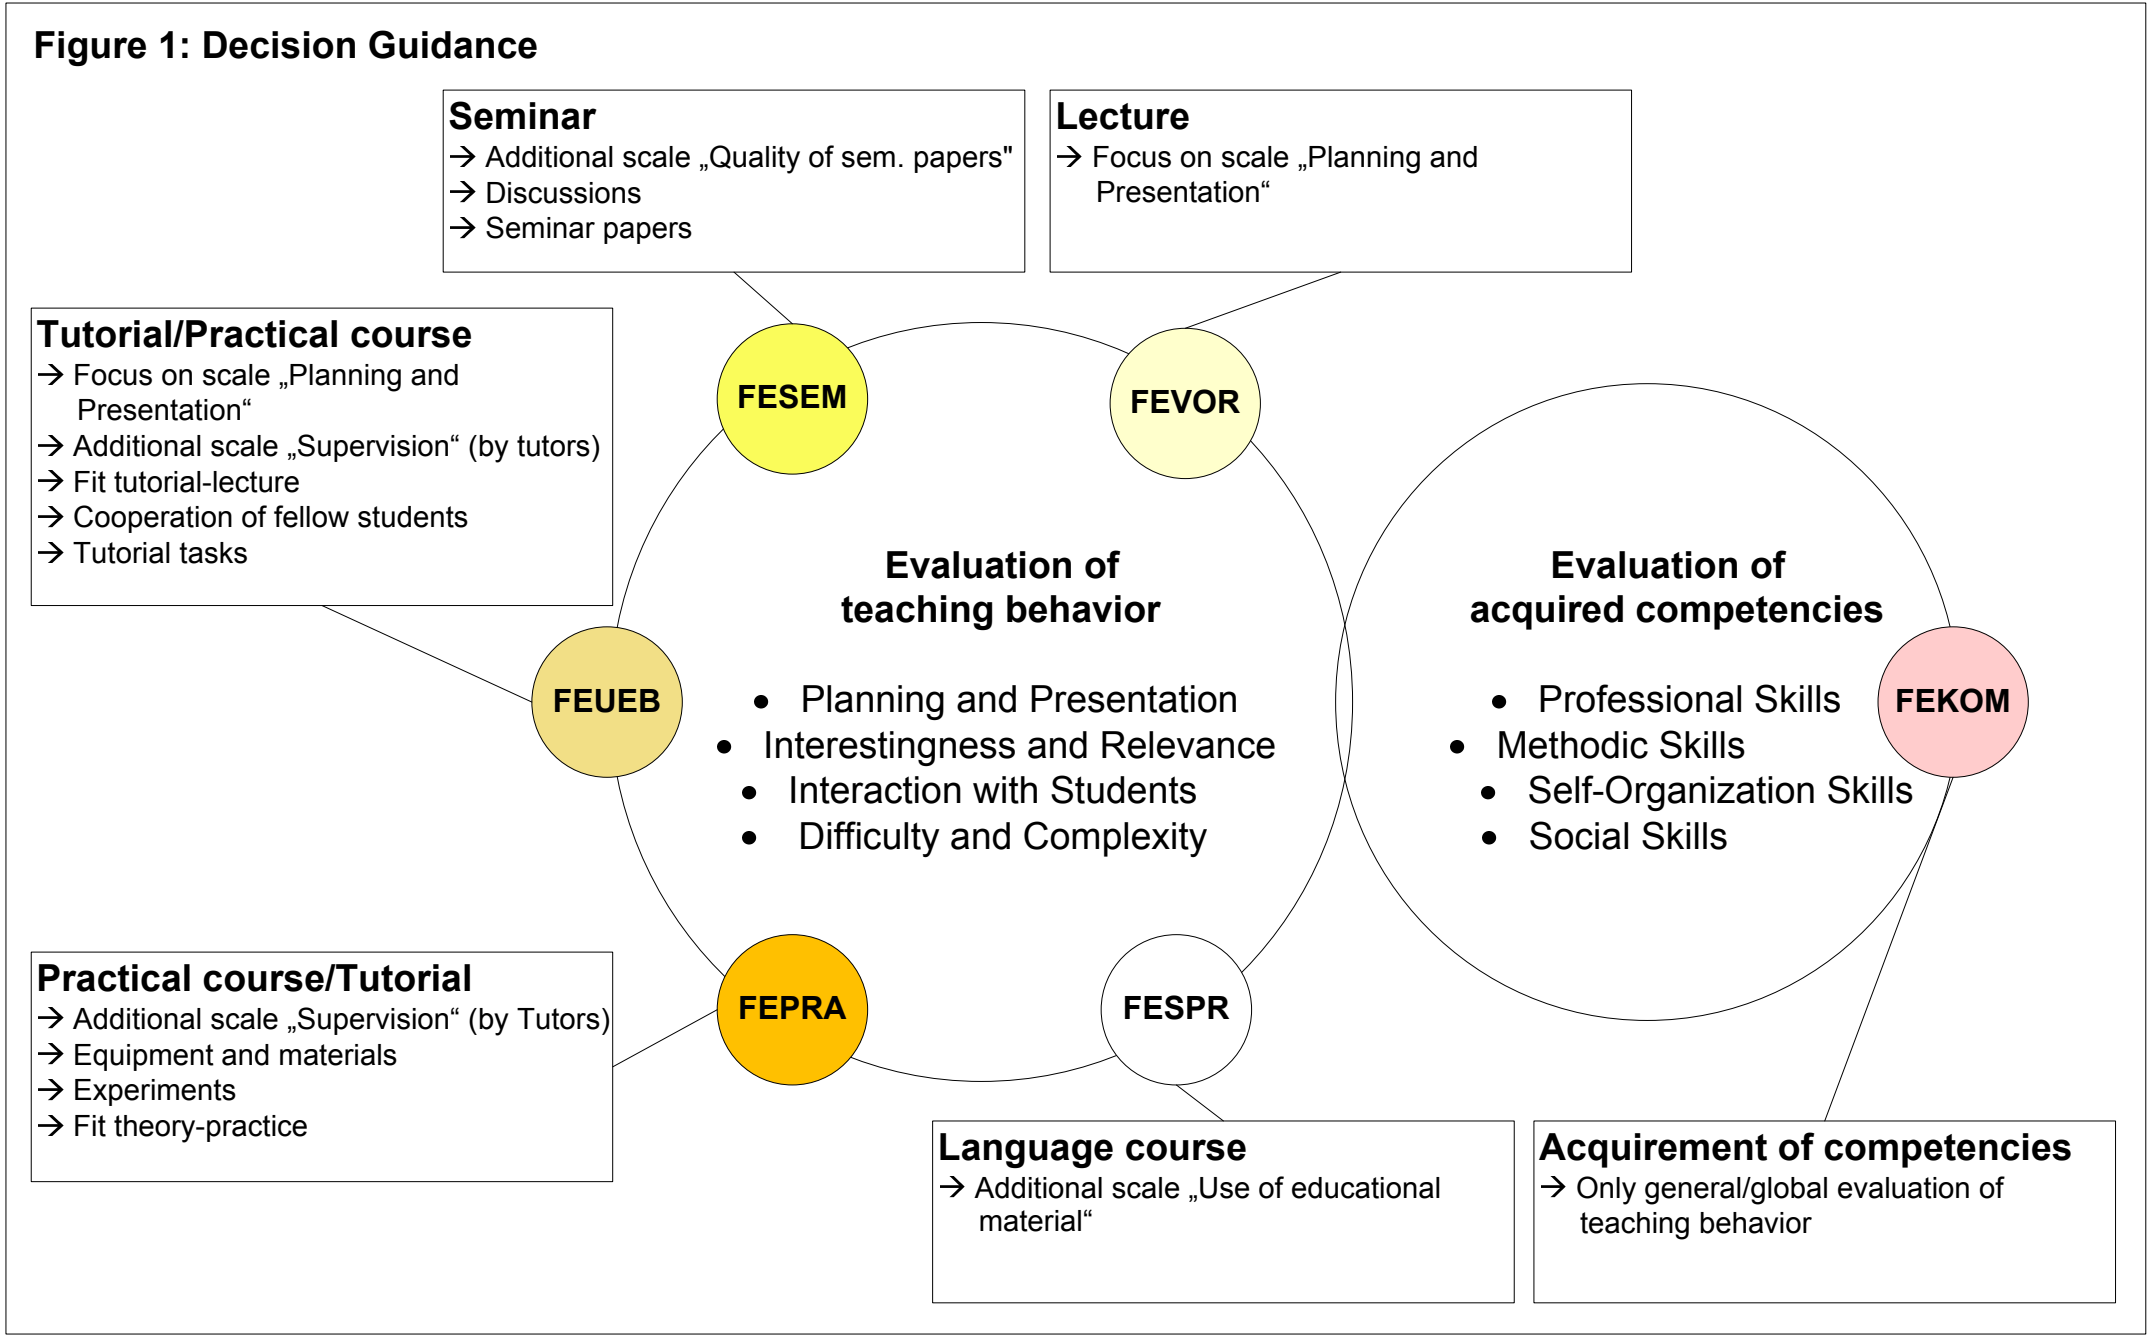 Figure 1: Decision Guidance
Seminar
→ Additional scale „Quality of sem. papers"
→ Discussions
→ Seminar papers
Lecture
→ Focus on scale „Planning and
Presentation“
Tutorial/Practical course
→ Focus on scale „Planning and
Presentation“
→ Additional scale „Supervision“ (by tutors)
→ Fit tutorial-lecture
→ Cooperation of fellow students
→ Tutorial tasks
FESEM
FEVOR
FEUEB
Evaluation of
teaching behavior
• Planning and Presentation
• Interestingness and Relevance
• Interaction with Students
• Difficulty and Complexity
Evaluation of
acquired competencies
• Professional Skills
• Methodic Skills
• Self-Organization Skills
• Social Skills
FEKOM
Practical course/Tutorial
→ Additional scale „Supervision“ (by Tutors)
→ Equipment and materials
→ Experiments
→ Fit theory-practice
FEPRA
FESPR
Language course
→ Additional scale „Use of educational
material“
Acquirement of competencies
→ Only general/global evaluation of
teaching behavior